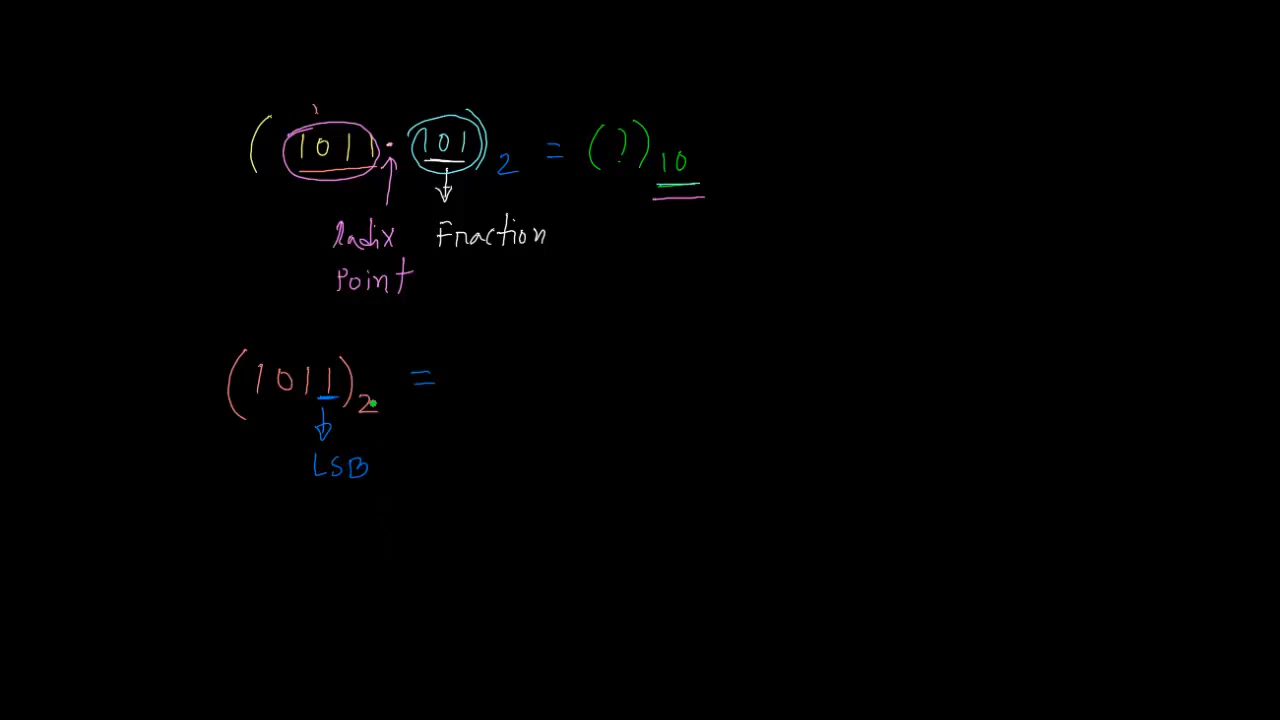 (1011.101)2 = (?)10
Radix Fraction
Point
(1011)2 =
LSB